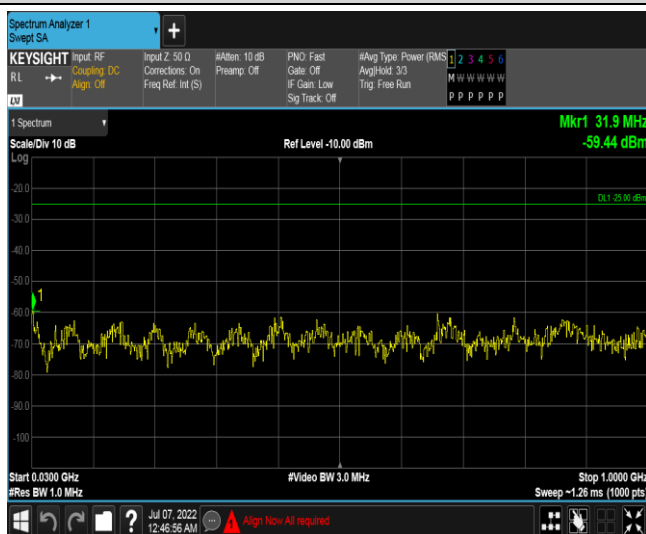 Spectrum Analyzer 1
Swept SA
KEYSIGHT
RL
LXI
Input: RF
Coupling: DC
Align: Off
Input Z: 50 Ω
Corrections: On
Freq Ref: Int (S)
#Atten: 10 dB
Preamp: Off
PNO: Fast
Gate: Off
IF Gain: Low
Sig Track: Off
#Avg Type: Power (RMS
Avg|Hold: 3/3
Trig: Free Run
1 2 3 4 5 6
M W W W W W
P P P P P P
1 Spectrum
Mkr1 31.9 MHz
Scale/Div 10 dB
Ref Level -10.00 dBm
-59.44 dBm
Log
DL1 -25.00 dBm
-20.0
-30.0
-40.0
-50.0
1
-60.0
-70.0
-80.0
-90.0
-100
Start 0.0300 GHz
#Video BW 3.0 MHz
Stop 1.0000 GHz
#Res BW 1.0 MHz
Sweep ~1.26 ms (1000 pts)
?
Jul 07, 2022
12:46:56 AM
Align Now All required